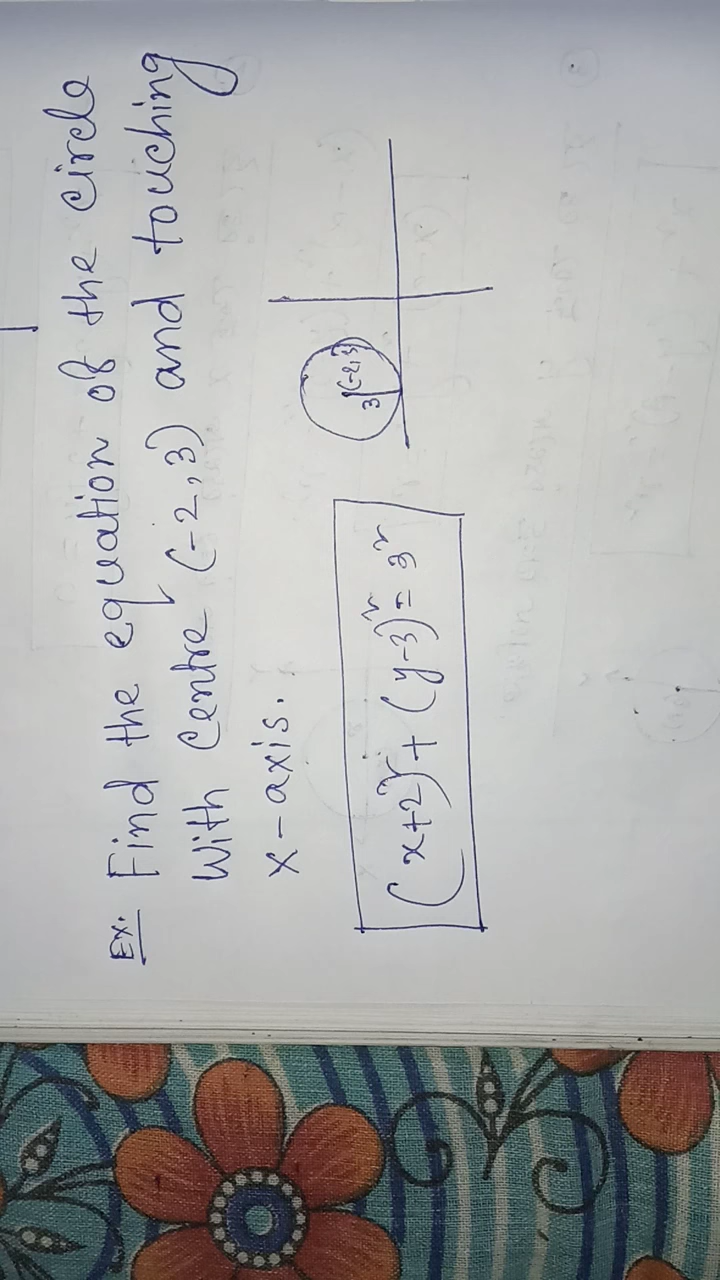 Ex. Find the equation of the circle
With Centre (-2,3) and touching
x-axis.
3 (-2,3)
(x+2)² + (y-3)² = 3²